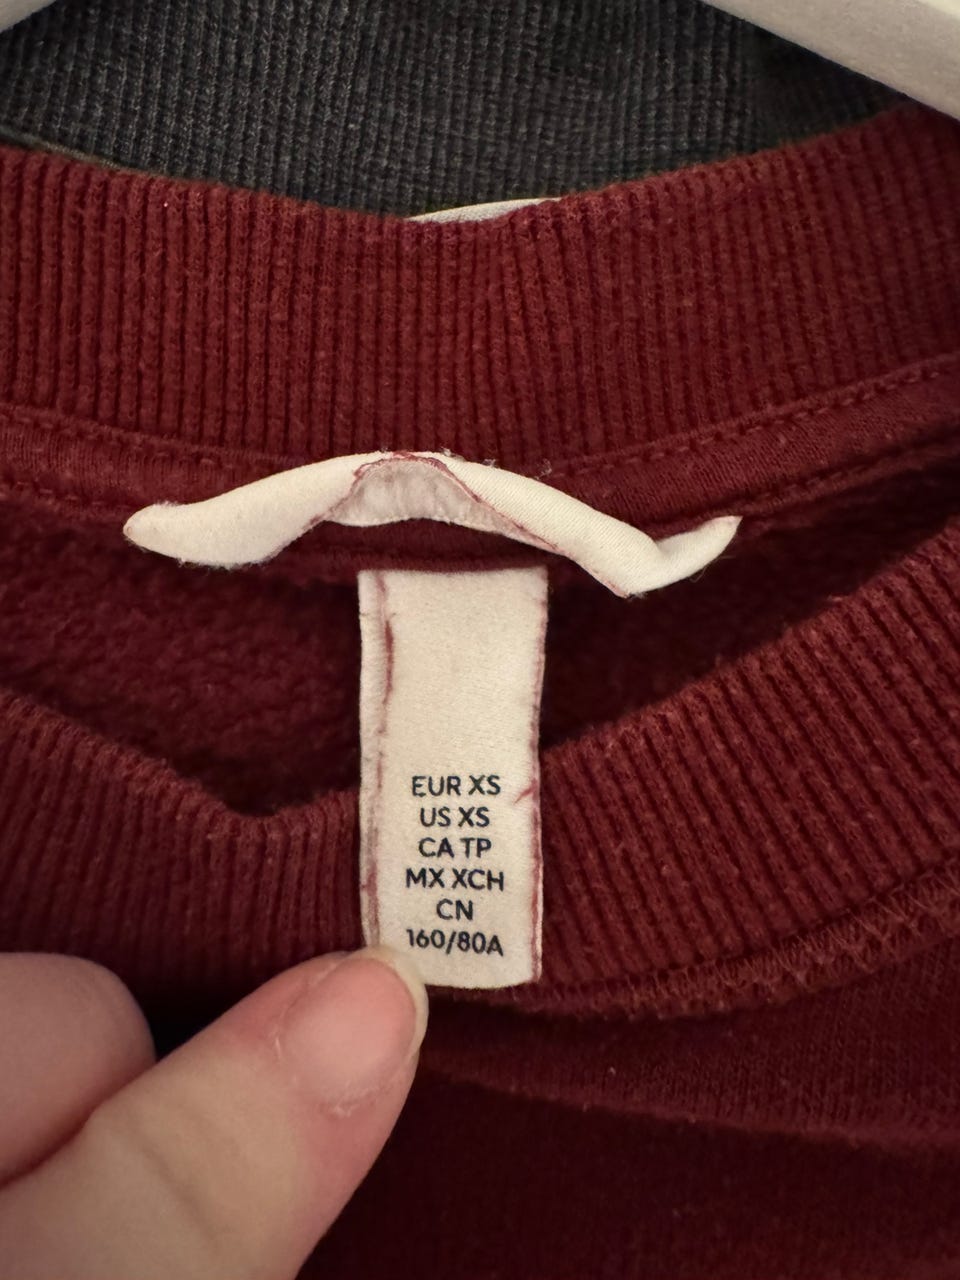 EUR XS
US XS
CA TP
MX XCH
CN
160/80A